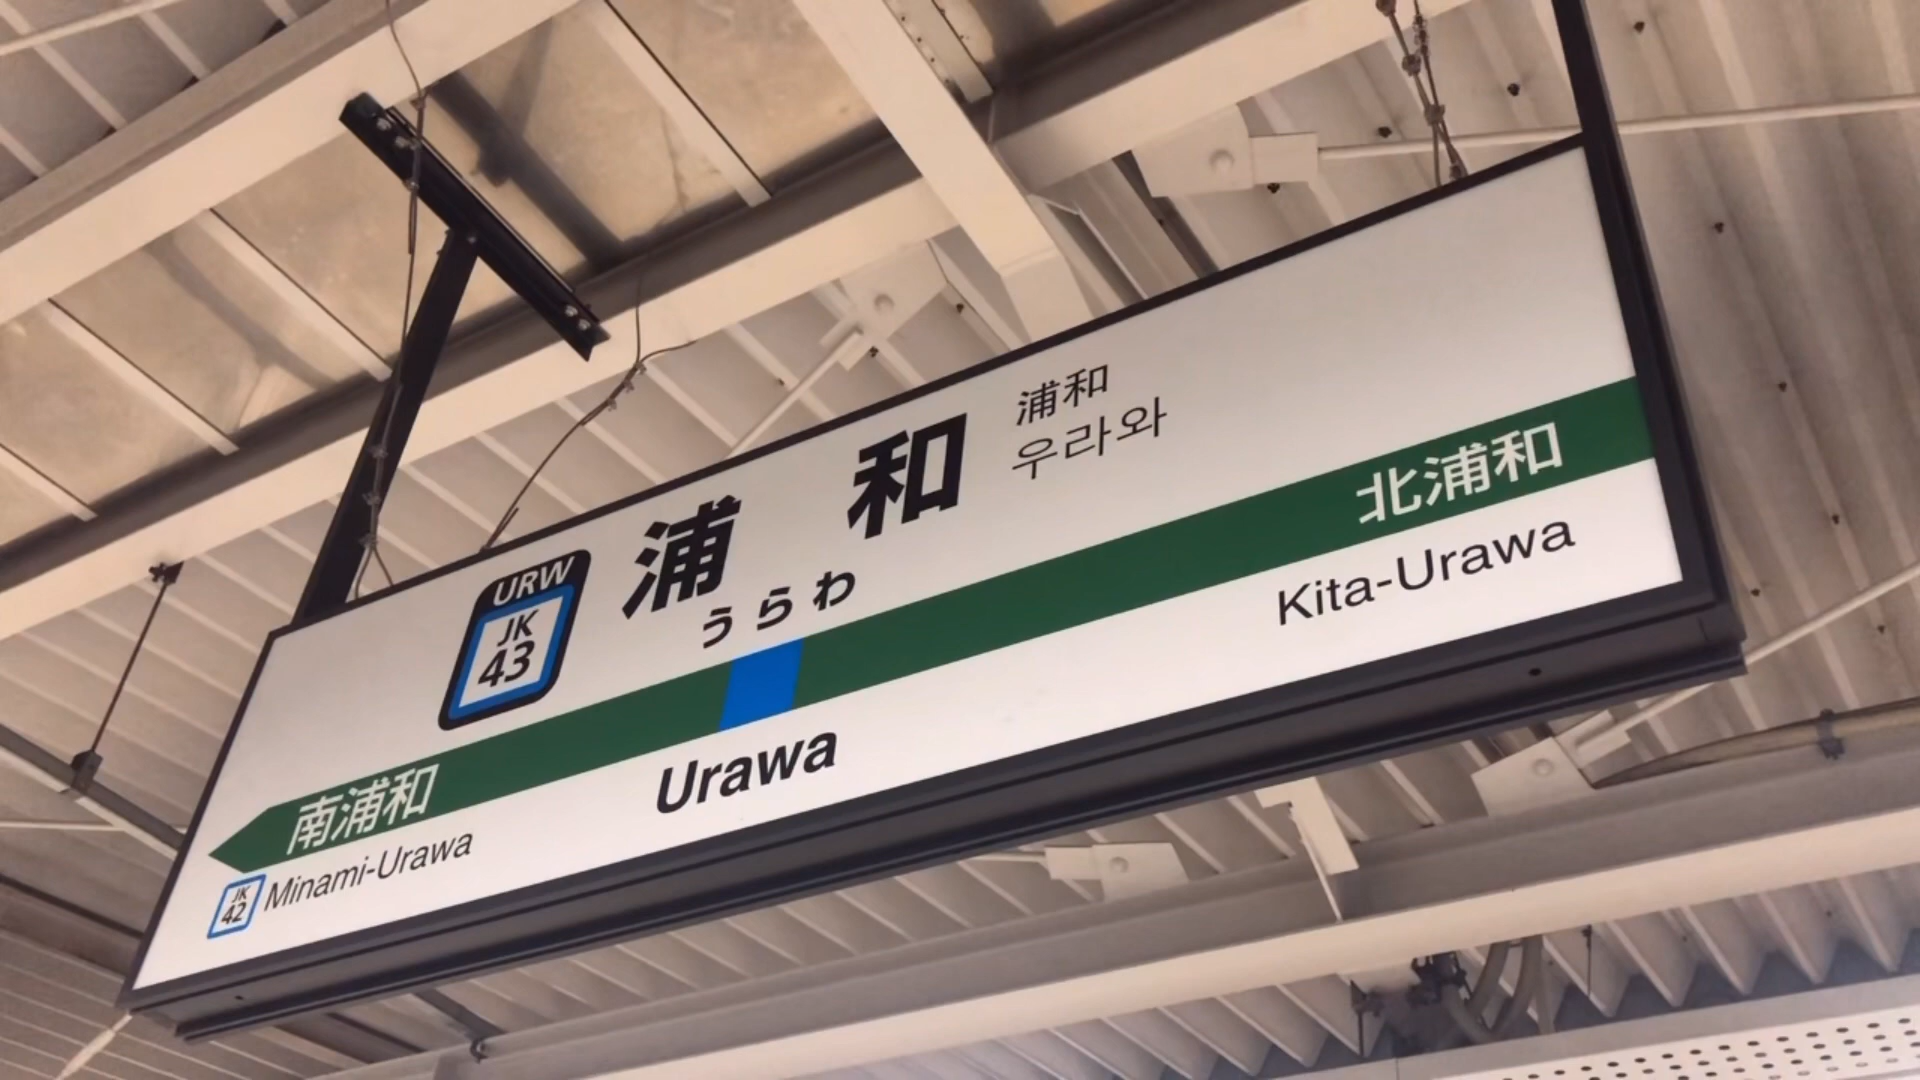 URW
JK
43
浦和
うらわ
浦和
우라와
北浦和
Kita-Urawa
Urawa
南浦和
JK
42
Minami-Urawa